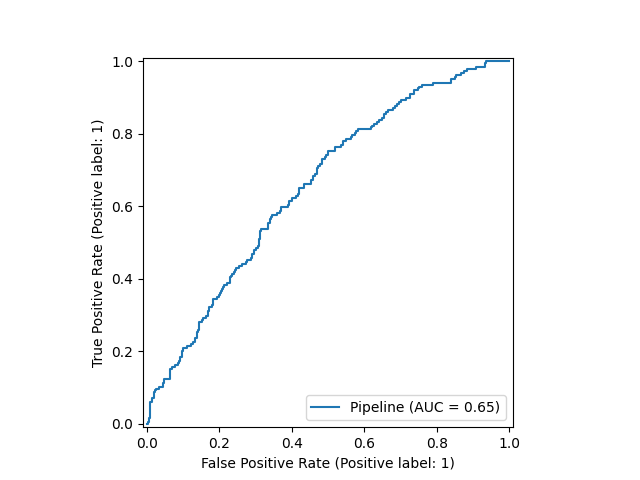 1.0
0.8
0.6
0.4
0.2
0.0
True Positive Rate (Positive label: 1)
Pipeline (AUC = 0.65)
0.0 0.2 0.4 0.6 0.8 1.0
False Positive Rate (Positive label: 1)